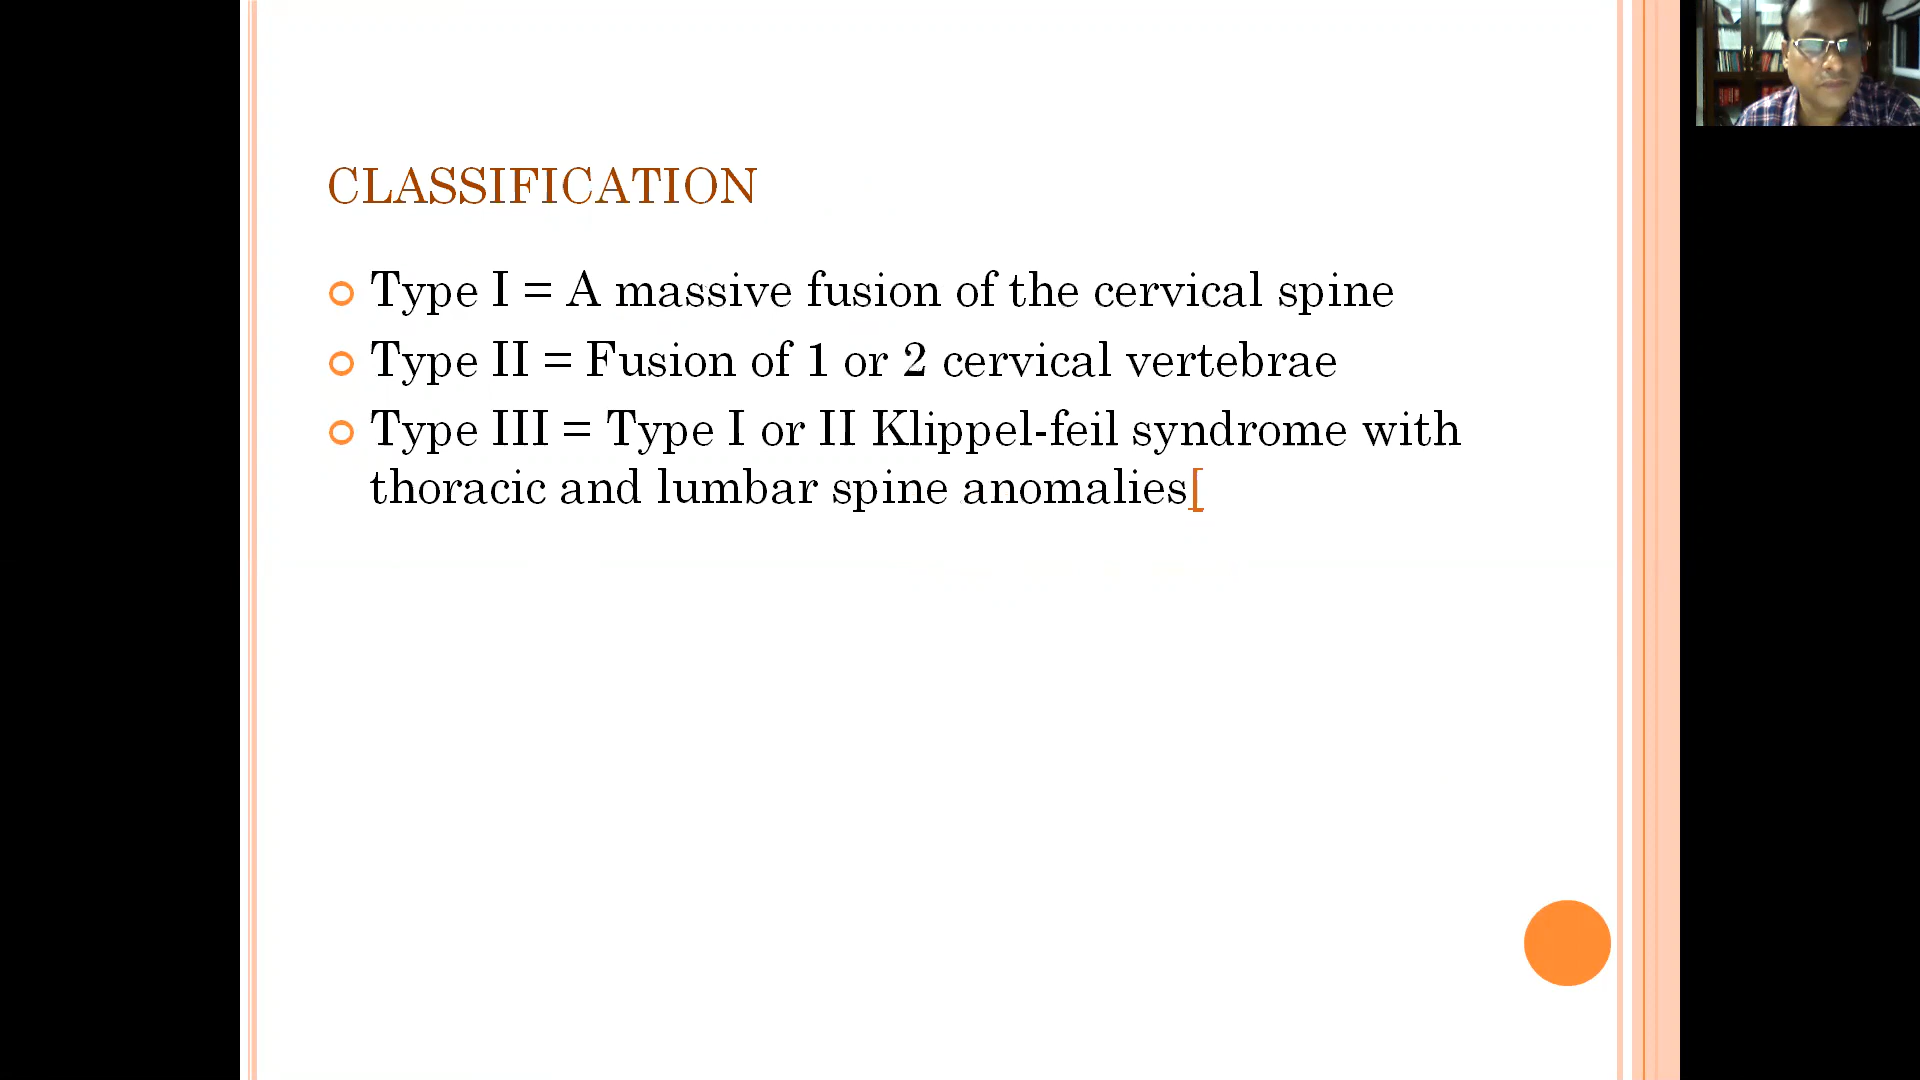 CLASSIFICATION
Type I = A massive fusion of the cervical spine
Type II = Fusion of 1 or 2 cervical vertebrae
Type III = Type I or II Klippel-feil syndrome with
thoracic and lumbar spine anomalies[